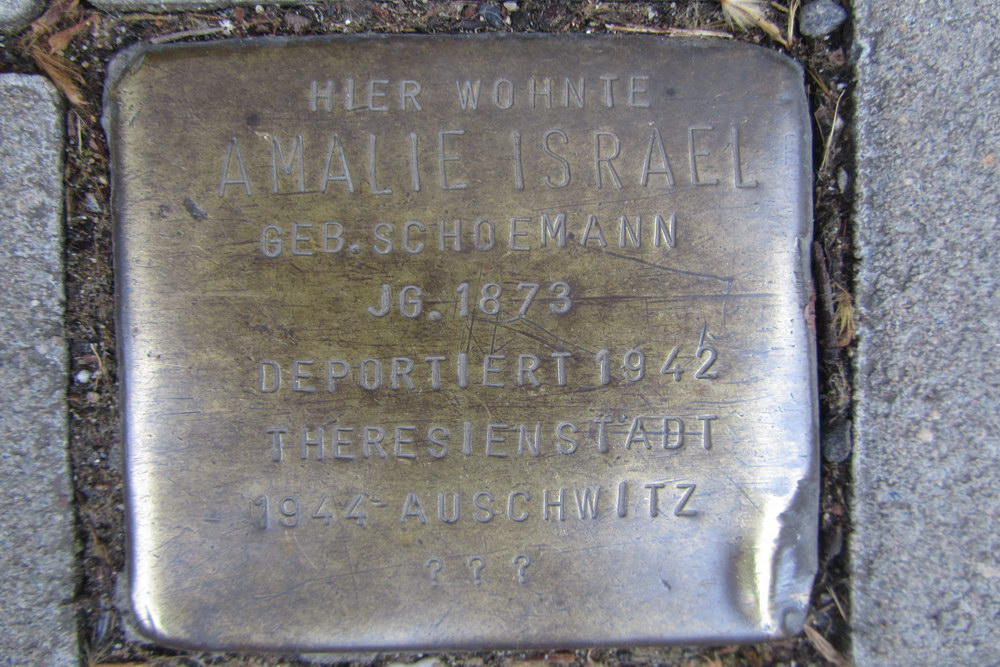 HIER WOHNTE
AMALIE ISRAEL
GEB. SCHOEMANN
JG. 1873
DEPORTIERT 1942
THERESIENSTADT
1944 AUSCHWITZ
? ? ?